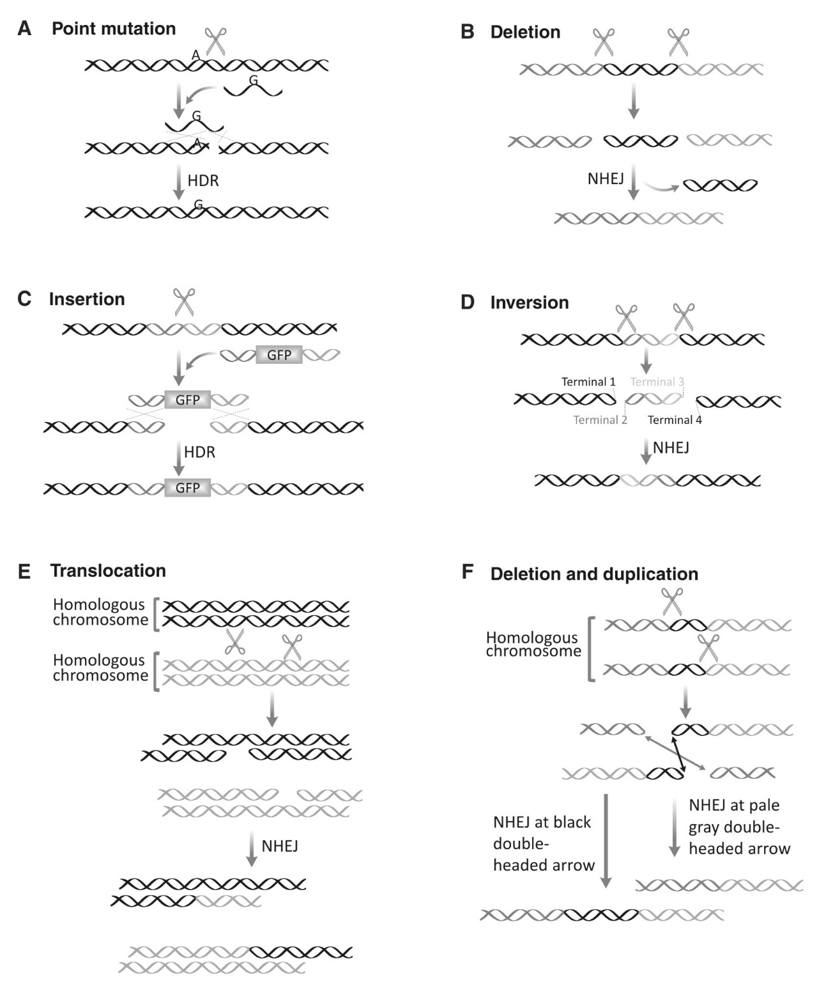 A Point mutation
A
G
G
A
HDR
G
B Deletion
NHEJ
C Insertion
GFP
GFP
HDR
GFP
D Inversion
Terminal 1
Terminal 3
Terminal 2
Terminal 4
NHEJ
E Translocation
Homologous
chromosome
Homologous
chromosome
NHEJ
F Deletion and duplication
Homologous
chromosome
NHEJ at black
double-
headed arrow
NHEJ at pale
gray double-
headed arrow